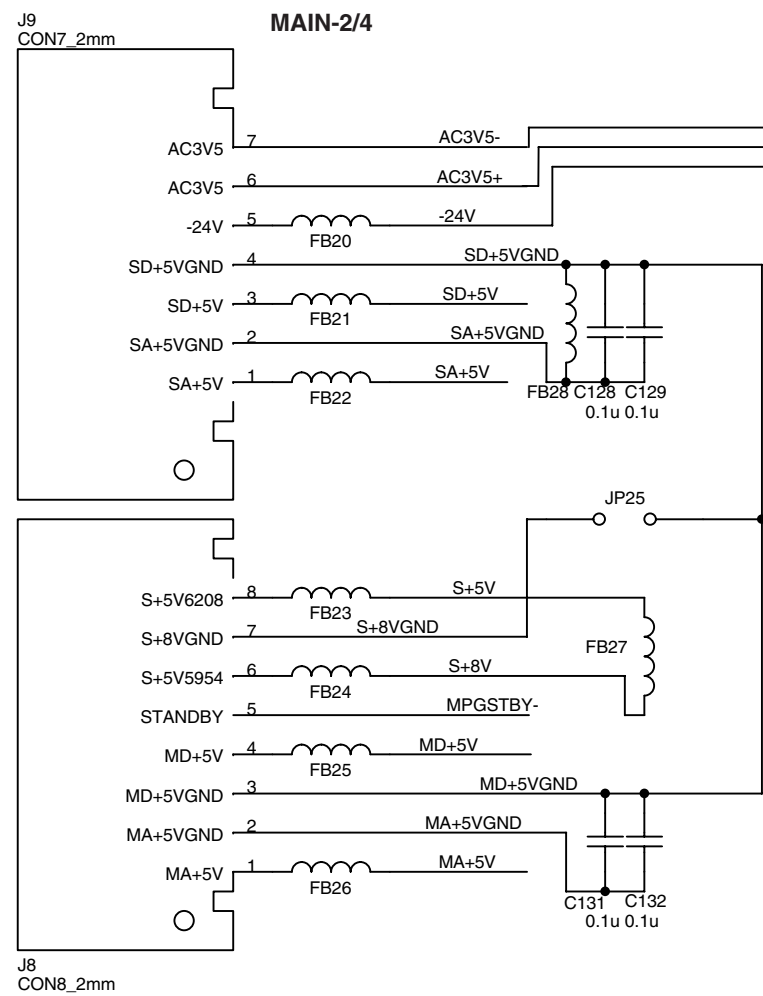 J9
CON7_2mm
MAIN-2/4
AC3V5 7 AC3V5-
AC3V5 6 AC3V5+
-24V 5 -24V
FB20
SD+5VGND 4 SD+5VGND
SD+5V 3 SD+5V
FB21
SA+5VGND 2 SA+5VGND
SA+5V 1 SA+5V
FB22
FB28 C128 C129
0.1u 0.1u
JP25
S+5V6208 8 S+5V
FB23
S+8VGND 7 S+8VGND
FB27
S+5V5954 6 S+8V
FB24
STANDBY 5 MPGSTBY-
MD+5V 4 MD+5V
FB25
MD+5VGND 3 MD+5VGND
MA+5VGND 2 MA+5VGND
MA+5V 1 MA+5V
FB26
C131 C132
0.1u 0.1u
J8
CON8_2mm